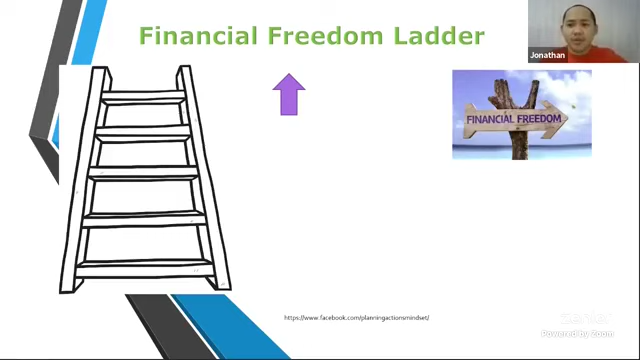 Financial Freedom Ladder
Jonathan
FINANCIAL FREEDOM
https://www.facebook.com/planningactionsmindset/
Powered by Zoom